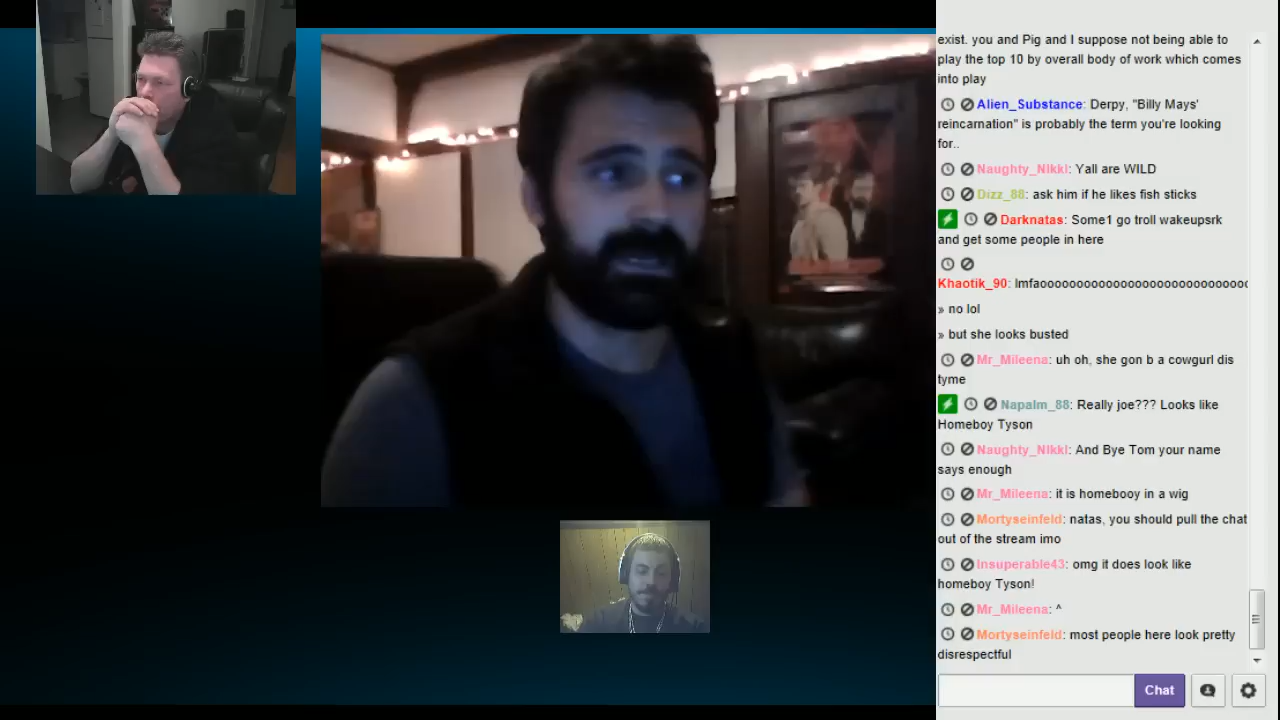 exist. you and Pig and I suppose not being able to
play the top 10 by overall body of work which comes
into play
Alien_Substance: Derpy, "Billy Mays'
reincarnation" is probably the term you're looking
for..
Naughty_NIkki: Yall are WILD
Dizz_88: ask him if he likes fish sticks
Darknatas: Some1 go troll wakeupsrk
and get some people in here
Khaotik_90: lmfaooooooooooooooooooooooooooooo
» no lol
» but she looks busted
Mr_Mileena: uh oh, she gon b a cowgurl dis
tyme
Napalm_88: Really joe??? Looks like
Homeboy Tyson
Naughty_NIkki: And Bye Tom your name
says enough
Mr_Mileena: it is homebooy in a wig
Mortyseinfeld: natas, you should pull the chat
out of the stream imo
Insuperable43: omg it does look like
homeboy Tyson!
Mr_Mileena: ^
Mortyseinfeld: most people here look pretty
disrespectful
Chat